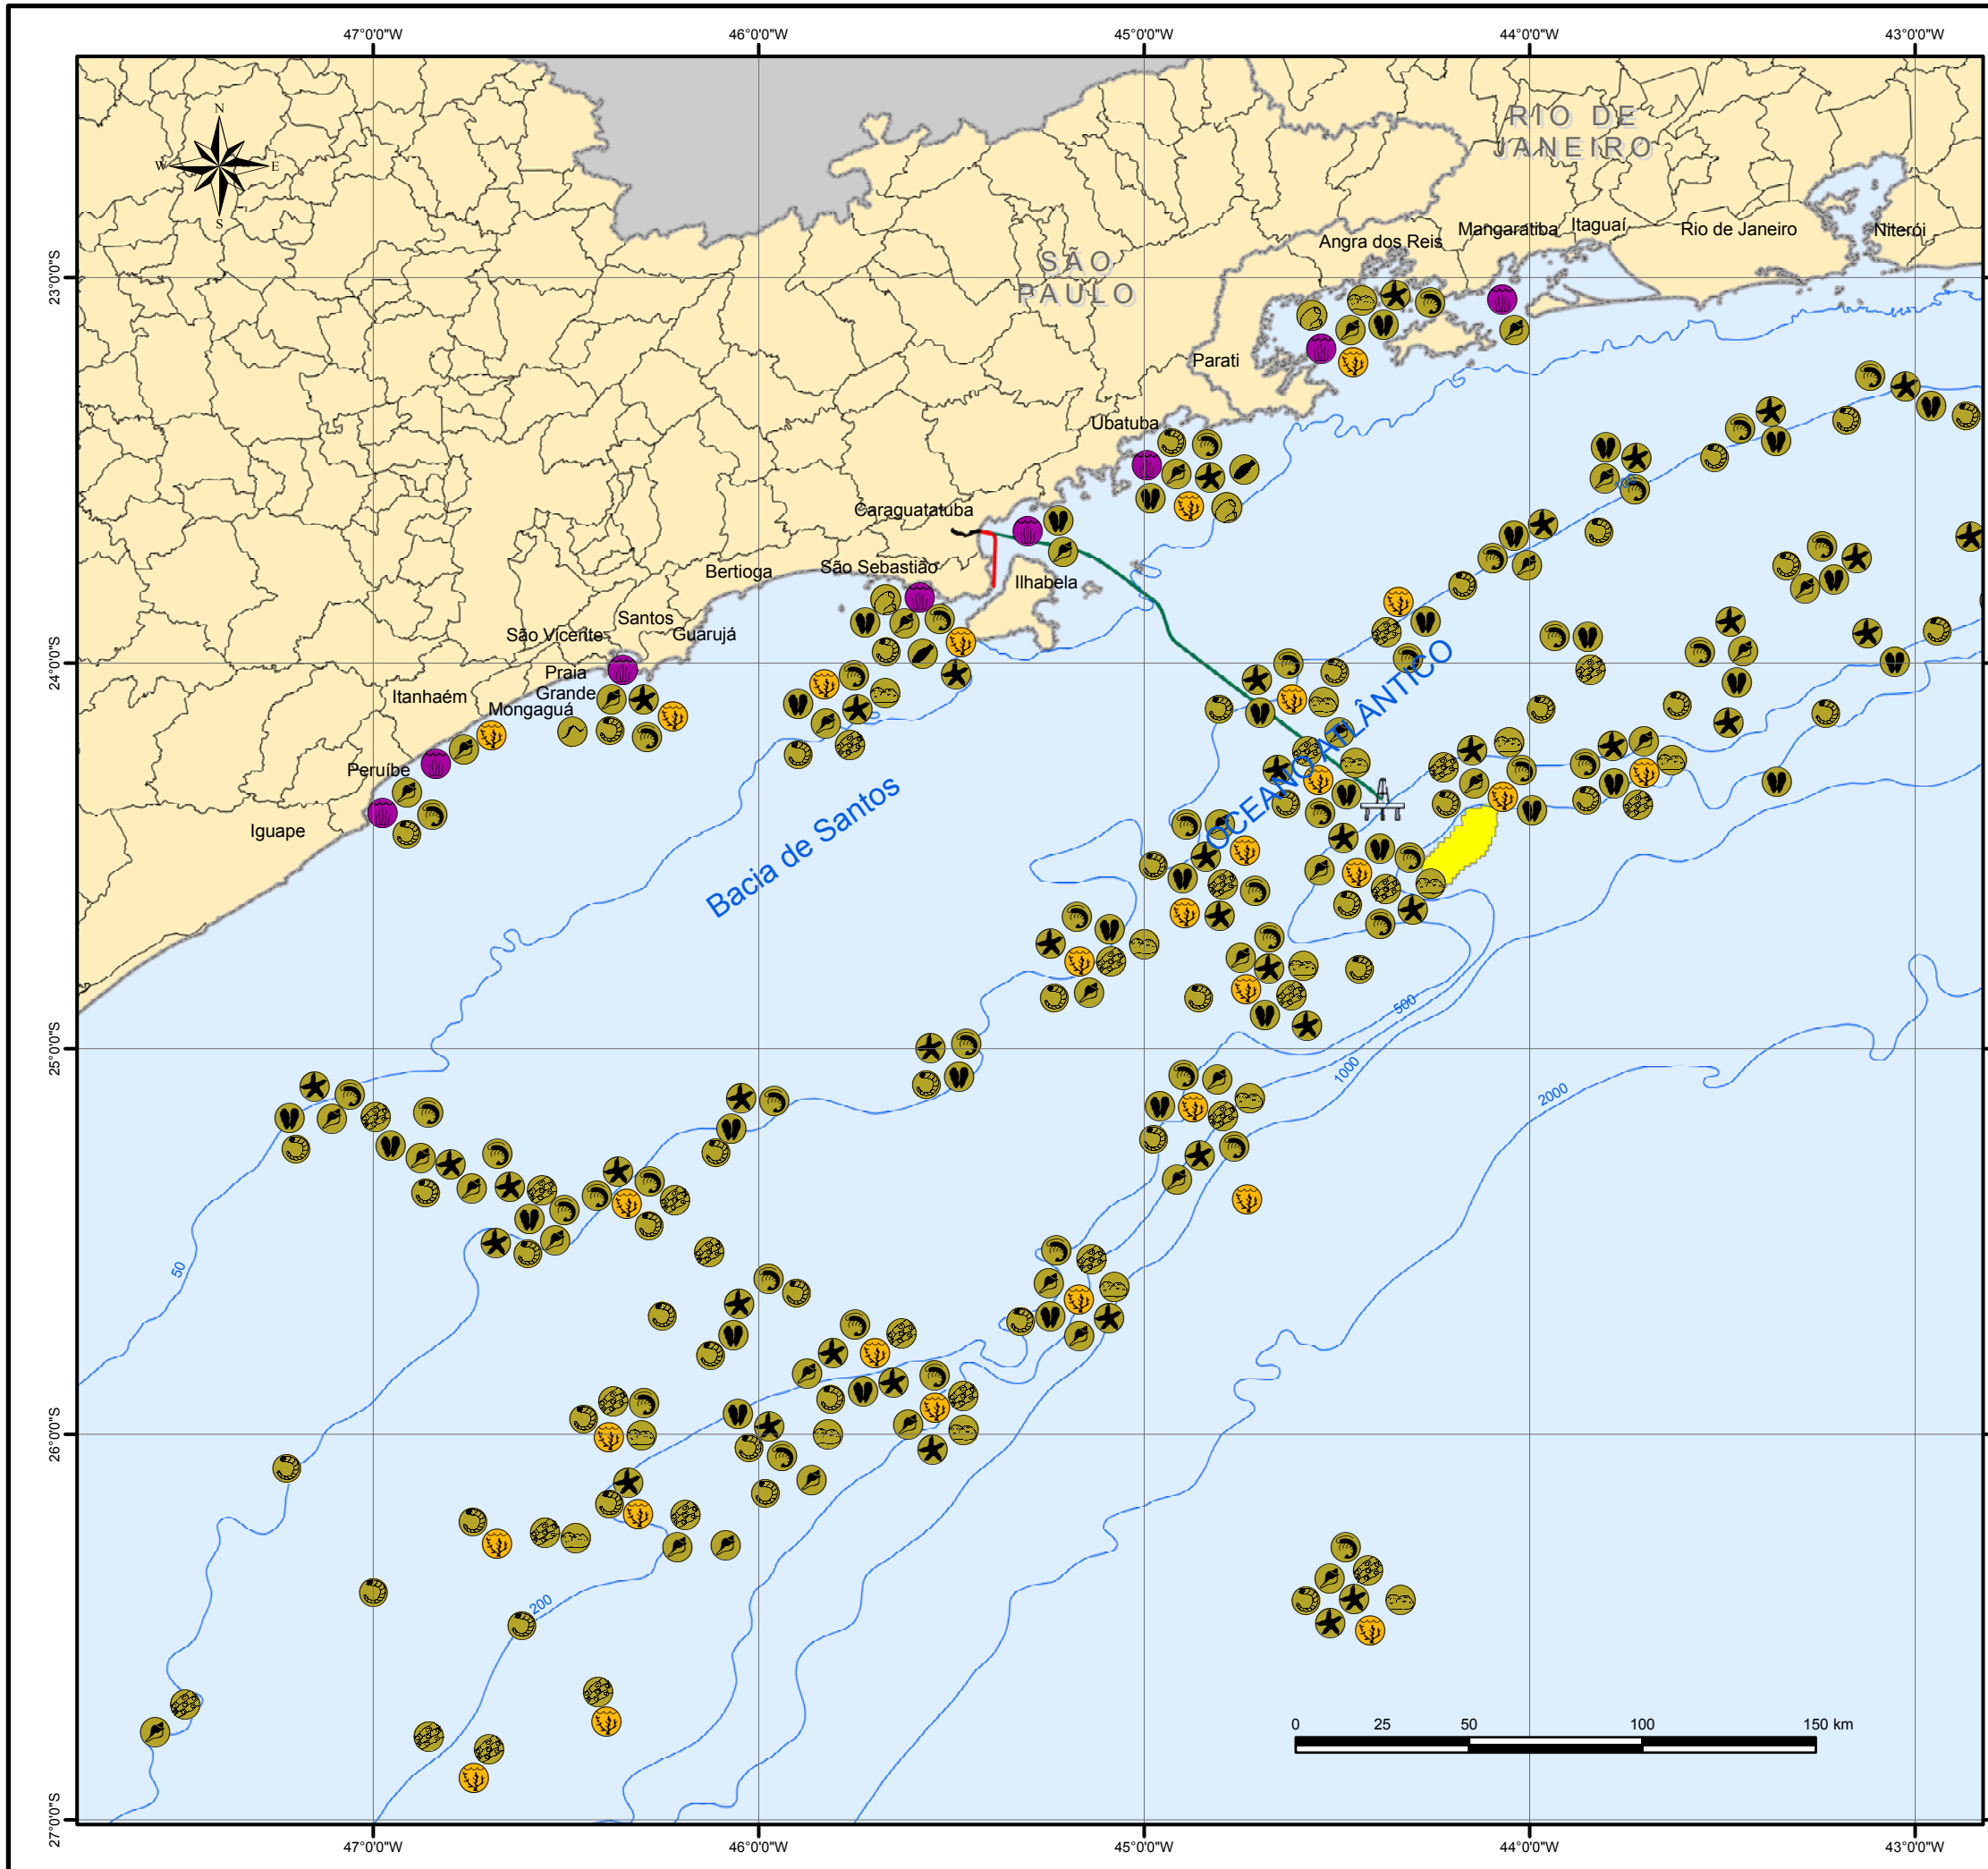 47°0'0"W
46°0'0"W
45°0'0"W
44°0'0"W
43°0'0"W
N
W
E
S
RIO DE
JANEIRO
SÃO
PAULO
Angra dos Reis
Mangaratiba
Itaguaí
Rio de Janeiro
Niterói
23°0'0"S
Parati
Ubatuba
Caraguatatuba
São Sebastião
Bertioga
Ilhabela
Santos
São Vicente
Guarujá
24°0'0"S
Praia
Grande
Itanhaém
Mongaguá
Peruíbe
Iguape
OCEANO ATLÂNTICO
Bacia de Santos
500
1000
2000
25°0'0"S
50
26°0'0"S
200
0
25
50
100
150 km
27°0'0"S
47°0'0"W
46°0'0"W
45°0'0"W
44°0'0"W
43°0'0"W